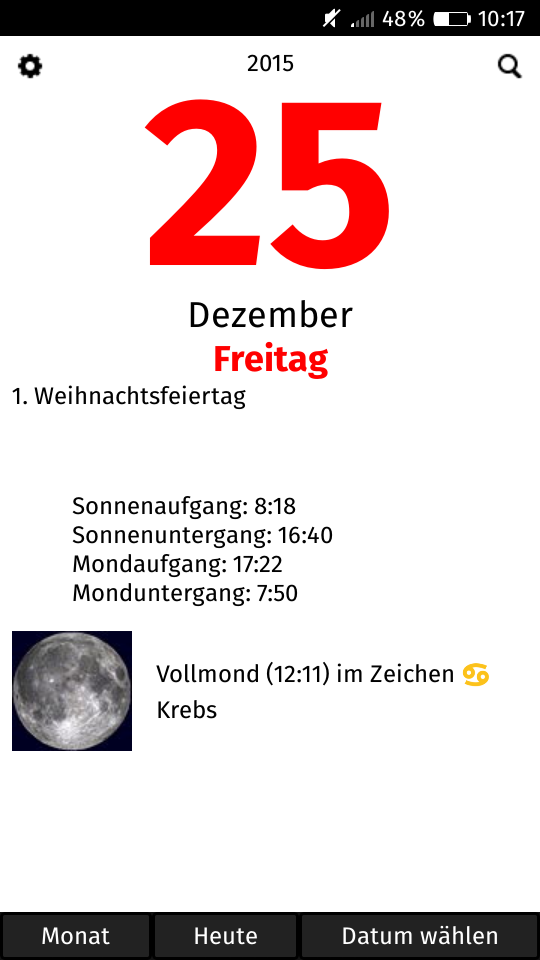 48% 10:17
2015
25
Dezember
Freitag
1. Weihnachtsfeiertag
Sonnenaufgang: 8:18
Sonnenuntergang: 16:40
Mondaufgang: 17:22
Monduntergang: 7:50
Vollmond (12:11) im Zeichen ♋
Krebs
Monat Heute Datum wählen